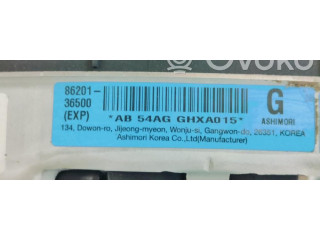 OVOKO
86201-
36500
(EXP)
*AB 54AG GHXA015*
G
ASHIMORI
134, Dowon-ro, Jijeong-myeon, Wonju-si, Gangwon-do, 26351, KOREA
Ashimori Korea Co.,Ltd(Manufacturer)